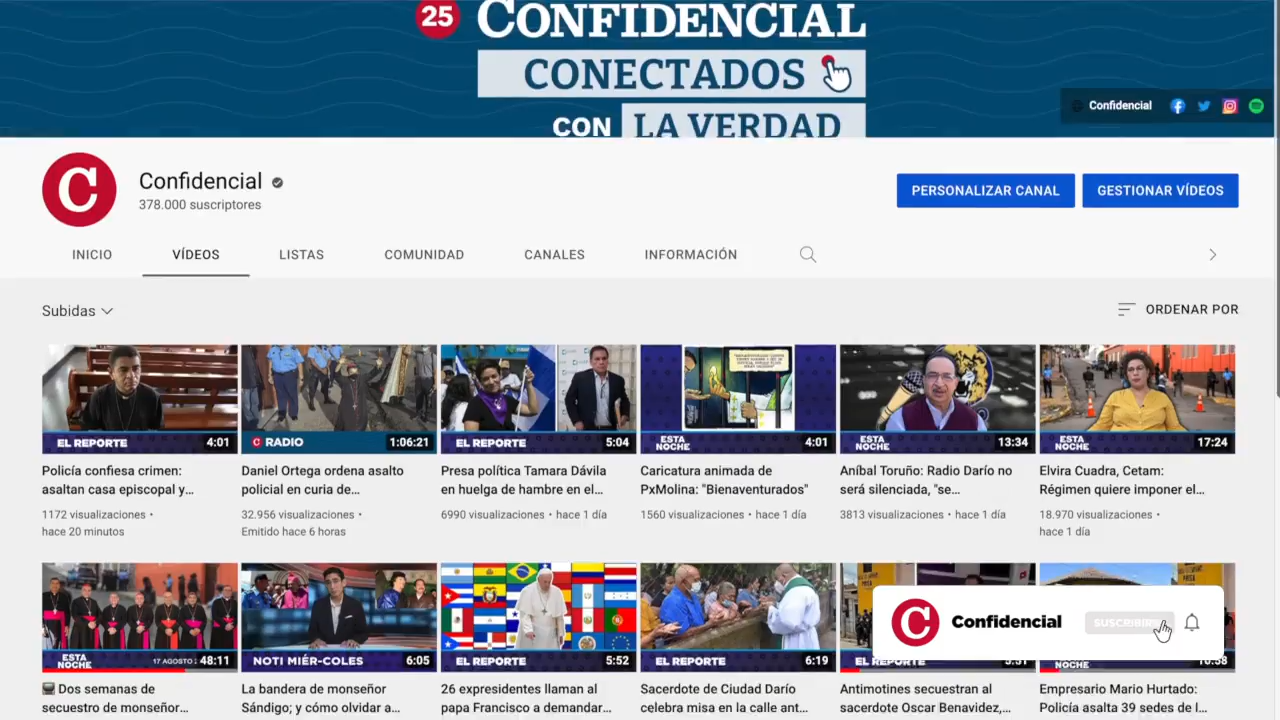 25 CONFIDENCIAL
CONECTADOS
CON LA VERDAD
Confidencial
C
Confidencial
378.000 suscriptores
PERSONALIZAR CANAL
GESTIONAR VÍDEOS
INICIO
VÍDEOS
LISTAS
COMUNIDAD
CANALES
INFORMACIÓN
Subidas
ORDENAR POR
EL REPORTE 4:01
Policía confiesa crimen:
asaltan casa episcopal y...
1172 visualizaciones •
hace 20 minutos
C RADIO 1:06:21
Daniel Ortega ordena asalto
policial en curia de...
32.956 visualizaciones •
Emitido hace 6 horas
EL REPORTE 5:04
Presa política Tamara Dávila
en huelga de hambre en el...
6990 visualizaciones • hace 1 día
ESTA
NOCHE 4:01
Caricatura animada de
PxMolina: "Bienaventurados"
1560 visualizaciones • hace 1 día
ESTA
NOCHE 13:34
Aníbal Toruño: Radio Darío no
será silenciada, "se...
3813 visualizaciones • hace 1 día
ESTA
NOCHE 17:24
Elvira Cuadra, Cetam:
Régimen quiere imponer el...
18.970 visualizaciones •
hace 1 día
ESTA
NOCHE 17 AGOSTO 48:11
Dos semanas de
secuestro de monseñor...
NOTI MIÉR-COLES 6:05
La bandera de monseñor
Sándigo; y cómo olvidar a...
EL REPORTE 5:52
26 expresidentes llaman al
papa Francisco a demandar...
EL REPORTE 6:19
Sacerdote de Ciudad Darío
celebra misa en la calle ant...
EL REPORTE
Antimotines secuestran al
sacerdote Oscar Benavidez,...
NOCHE
Empresario Mario Hurtado:
Policía asalta 39 sedes de l...
C Confidencial